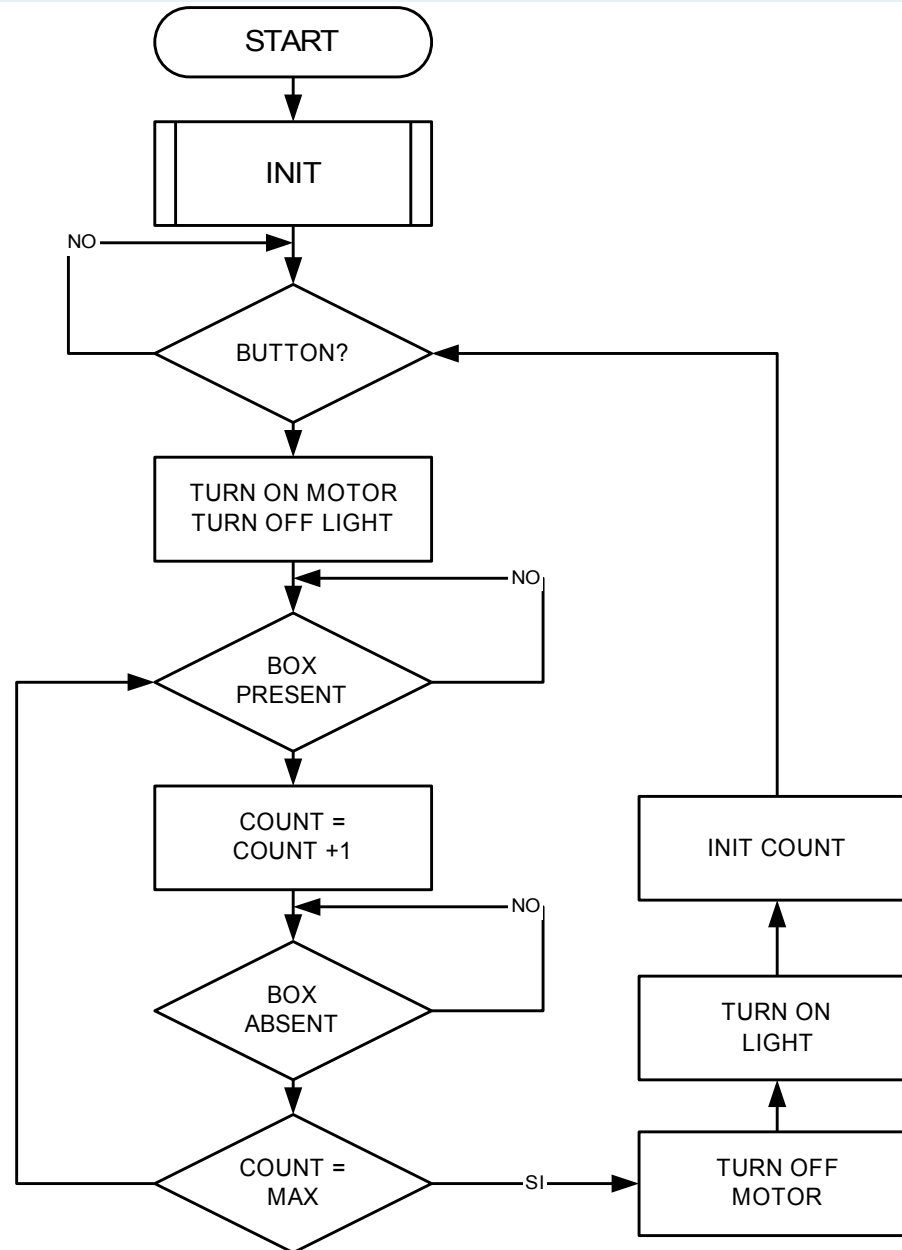 START
INIT
NO
BUTTON?
TURN ON MOTOR
TURN OFF LIGHT
NO
BOX
PRESENT
COUNT =
COUNT +1
NO
BOX
ABSENT
COUNT =
MAX
SI
TURN OFF
MOTOR
TURN ON
LIGHT
INIT COUNT